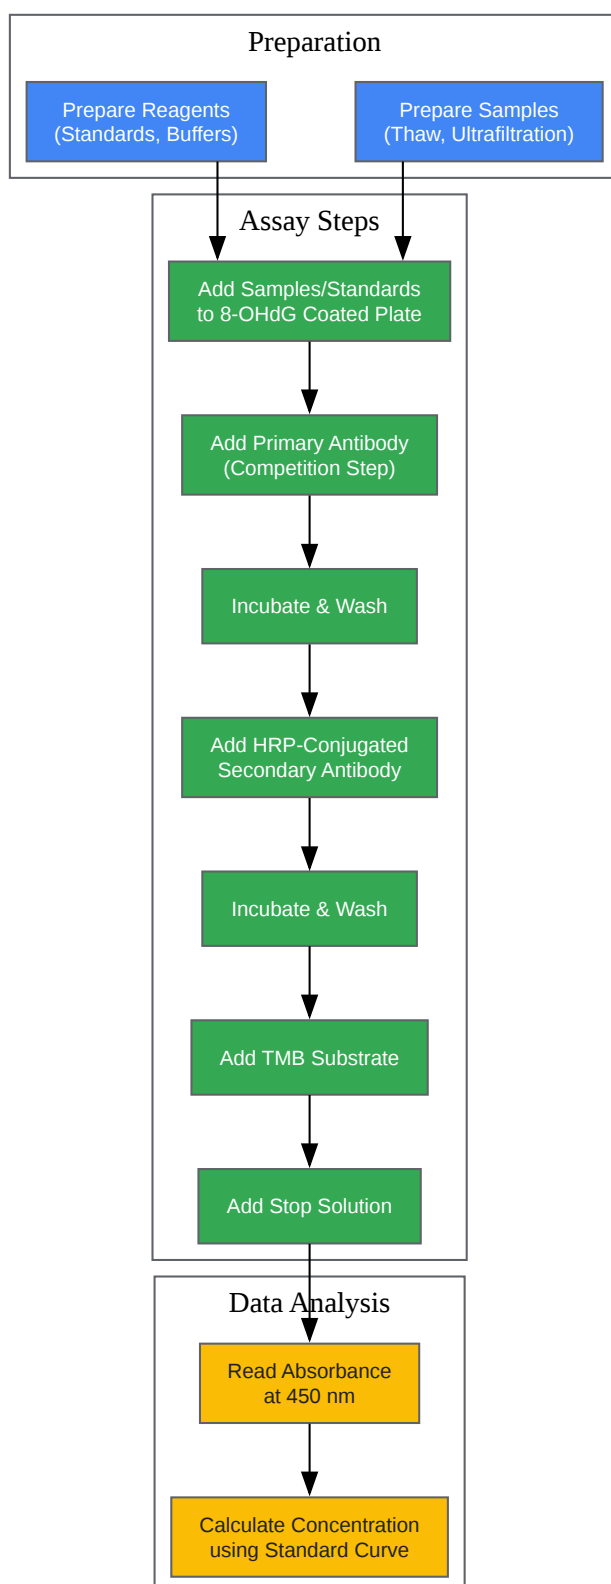 Preparation
Prepare Reagents
(Standards, Buffers)
Prepare Samples
(Thaw, Ultrafiltration)
Assay Steps
Add Samples/Standards
to 8-OHdG Coated Plate
Add Primary Antibody
(Competition Step)
Incubate & Wash
Add HRP-Conjugated
Secondary Antibody
Incubate & Wash
Add TMB Substrate
Add Stop Solution
Data Analysis
Read Absorbance
at 450 nm
Calculate Concentration
using Standard Curve